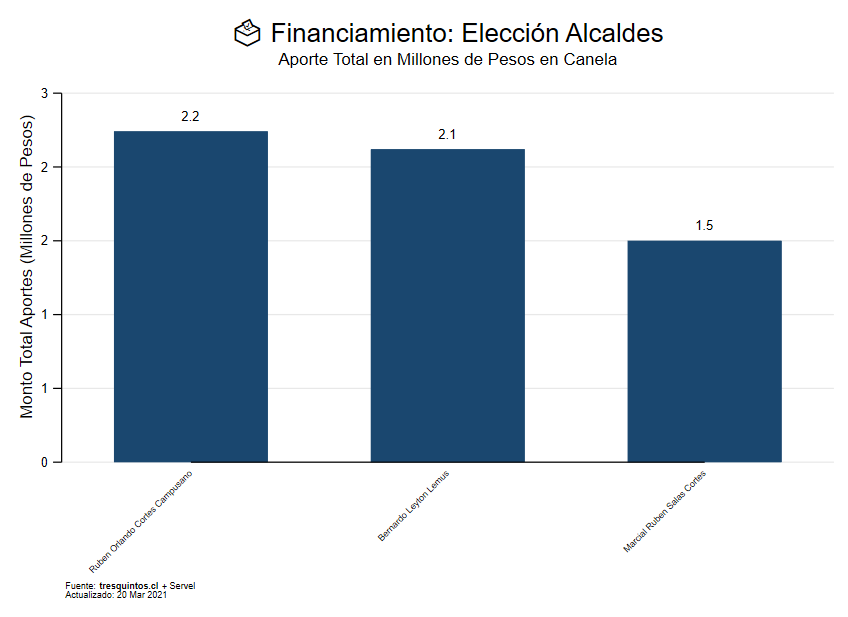 Financiamiento: Elección Alcaldes
Aporte Total en Millones de Pesos en Canela
Monto Total Aportes (Millones de Pesos)
3
2
2
1
1
0
2.2
2.1
1.5
Ruben Orlando Cortes Campusano
Bernardo Leyton Lemus
Marcial Ruben Salas Cortes
Fuente: tresquintos.cl + Servel
Actualizado: 20 Mar 2021